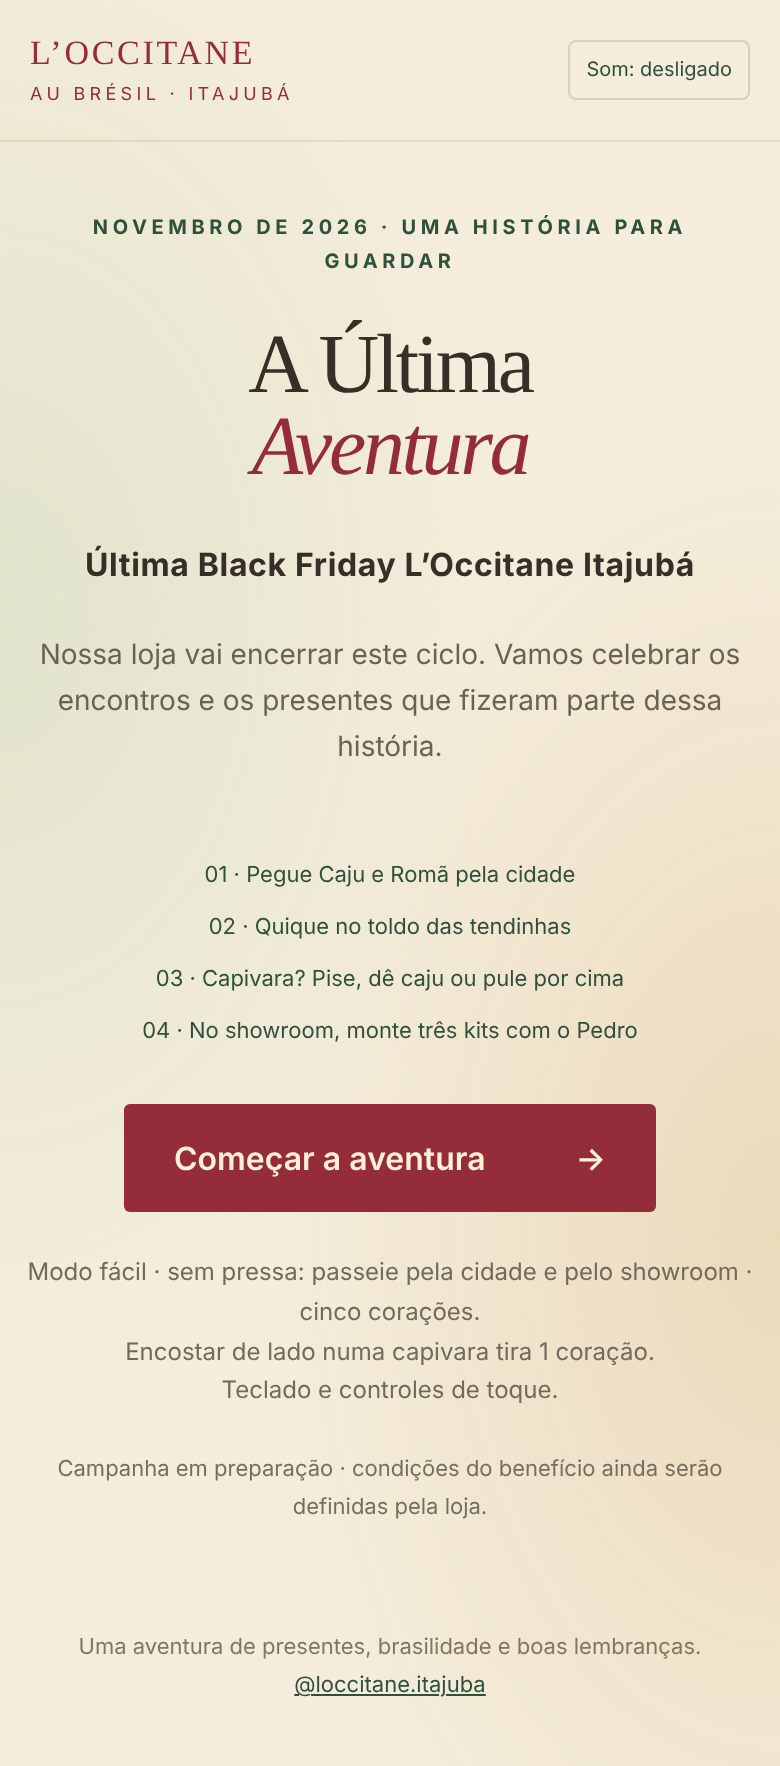 L’OCCITANE
AU BRÉSIL · ITAJUBÁ
Som: desligado
NOVEMBRO DE 2026 · UMA HISTÓRIA PARA
GUARDAR
A Última
Aventura
Última Black Friday L’Occitane Itajubá
Nossa loja vai encerrar este ciclo. Vamos celebrar os
encontros e os presentes que fizeram parte dessa
história.
01 · Pegue Caju e Romã pela cidade
02 · Quique no toldo das tendinhas
03 · Capivara? Pise, dê caju ou pule por cima
04 · No showroom, monte três kits com o Pedro
Começar a aventura →
Modo fácil · sem pressa: passeie pela cidade e pelo showroom ·
cinco corações.
Encostar de lado numa capivara tira 1 coração.
Teclado e controles de toque.
Campanha em preparação · condições do benefício ainda serão
definidas pela loja.
Uma aventura de presentes, brasilidade e boas lembranças.
@loccitane.itajuba